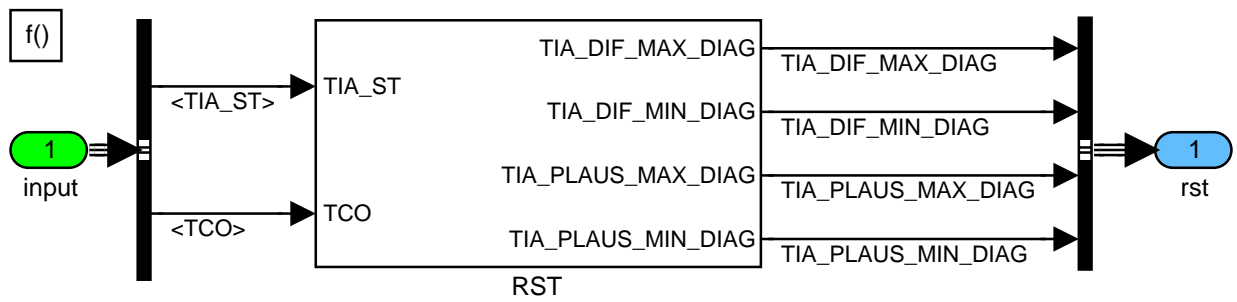 f()
TIA_DIF_MAX_DIAG
TIA_DIF_MAX_DIAG
TIA_ST
<TIA_ST>
TIA_DIF_MIN_DIAG
TIA_DIF_MIN_DIAG
1
input
1
rst
TIA_PLAUS_MAX_DIAG
TIA_PLAUS_MAX_DIAG
TCO
<TCO>
TIA_PLAUS_MIN_DIAG
TIA_PLAUS_MIN_DIAG
RST